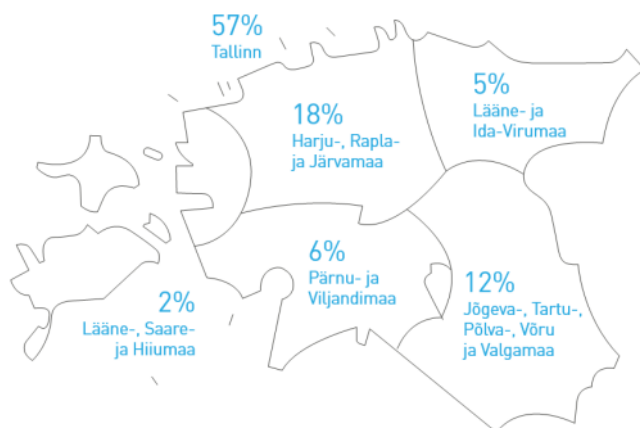 57%
Tallinn
5%
Lääne- ja
Ida-Virumaa
18%
Harju-, Rapla-
ja Järvamaa
6%
Pärnu- ja
Viljandimaa
12%
Jõgeva-, Tartu-,
Põlva-, Võru
ja Valgamaa
2%
Lääne-, Saare-
ja Hiiumaa